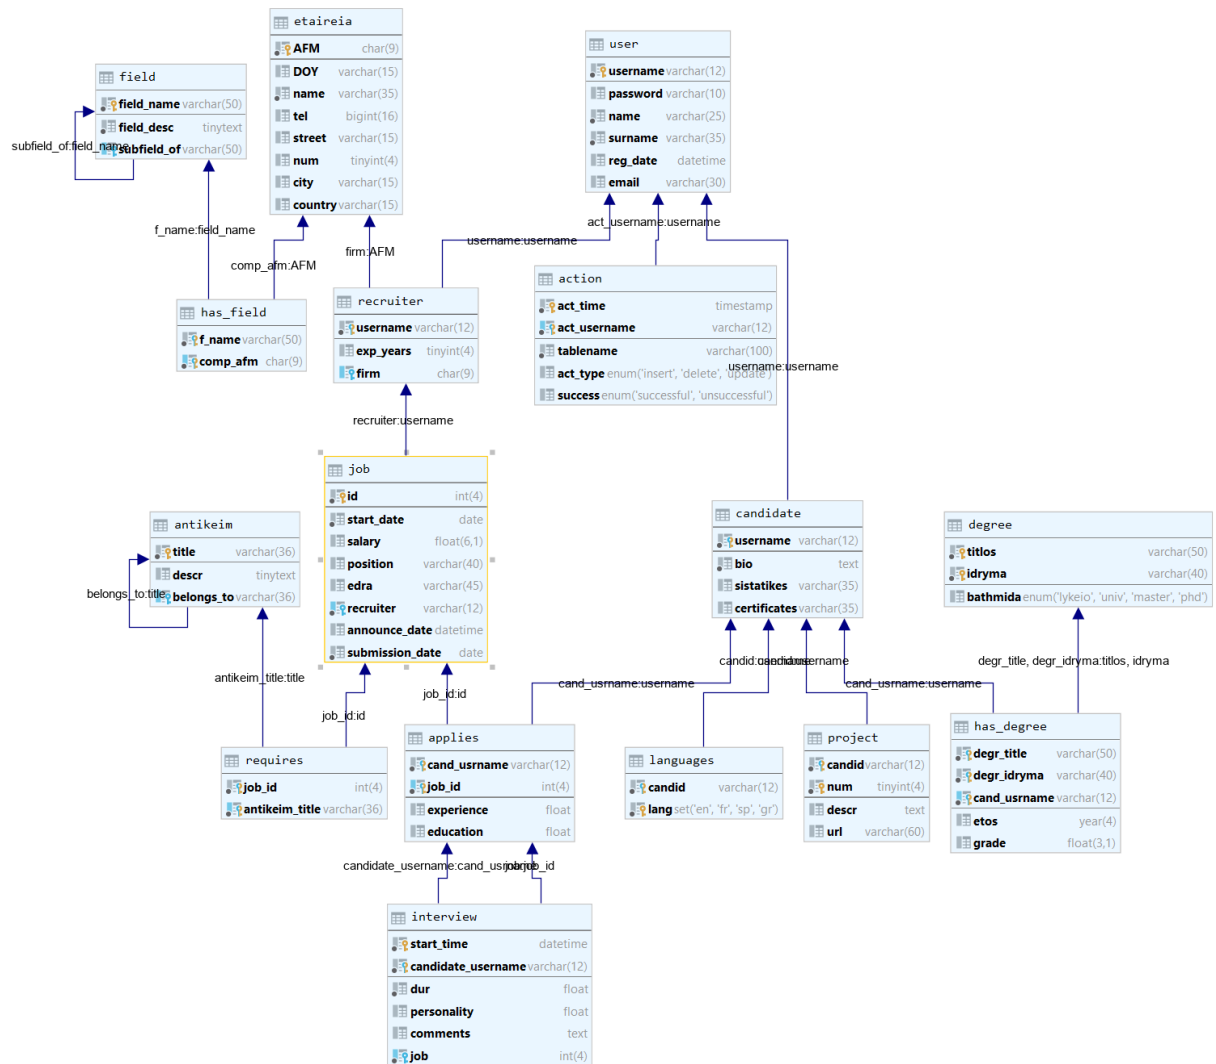 etaireia
AFM char(9)
DOY varchar(15)
name varchar(35)
tel bigint(16)
street varchar(15)
num tinyint(4)
city varchar(15)
country varchar(15)
user
username varchar(12)
password varchar(10)
name varchar(25)
surname varchar(35)
reg_date datetime
email varchar(30)
field
field_name varchar(50)
field_desc tinytext
subfield_of varchar(50)
subfield_of:field_name
f_name:field_name
comp_afm:AFM
firm:AFM
username:username
act_username:username
has_field
f_name varchar(50)
comp_afm char(9)
recruiter
username varchar(12)
exp_years tinyint(4)
firm char(9)
action
act_time timestamp
act_username varchar(12)
tablename varchar(100)
act_type enum('insert', 'delete', 'update')
success enum('successful', 'unsuccessful')
username:username
recruiter:username
job
id int(4)
start_date date
salary float(6,1)
position varchar(40)
edra varchar(45)
recruiter varchar(12)
announce_date datetime
submission_date date
antikeim
title varchar(36)
descr tinytext
belongs_to varchar(36)
belongs_to:title
candidate
username varchar(12)
bio text
sistatikes varchar(35)
certificates varchar(35)
degree
titlos varchar(50)
idryma varchar(40)
bathmida enum('lykeio', 'univ', 'master', 'phd')
antikeim_title:title
job_id:id
job_id:id
cand_usrname:username
candid:username
cand_usrname:username
degr_title, degr_idryma:titlos, idryma
requires
job_id int(4)
antikeim_title varchar(36)
applies
cand_usrname varchar(12)
job_id int(4)
experience float
education float
languages
candid varchar(12)
lang set('en', 'fr', 'sp', 'gr')
project
candid varchar(12)
num tinyint(4)
descr text
url varchar(60)
has_degree
degr_title varchar(50)
degr_idryma varchar(40)
cand_usrname varchar(12)
etos year(4)
grade float(3,1)
candidate_username:cand_usrname
job:job_id
interview
start_time datetime
candidate_username varchar(12)
dur float
personality float
comments text
job int(4)